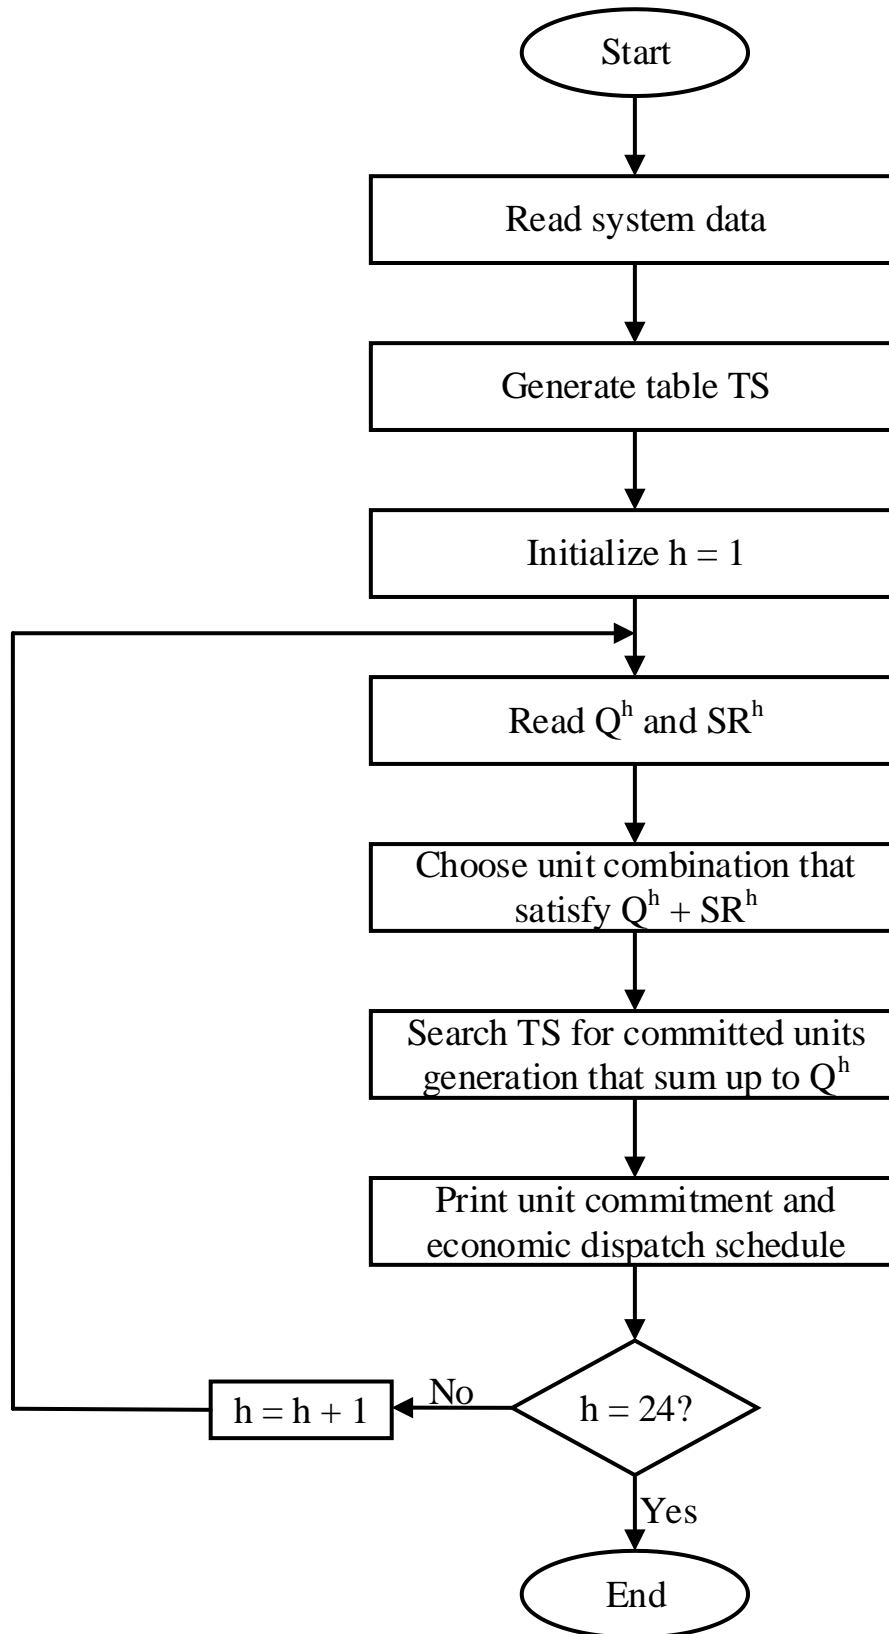 Start
Read system data
Generate table TS
Initialize h = 1
Read Q^h and SR^h
Choose unit combination that
satisfy Q^h + SR^h
Search TS for committed units
generation that sum up to Q^h
Print unit commitment and
economic dispatch schedule
h = h + 1
No
h = 24?
Yes
End